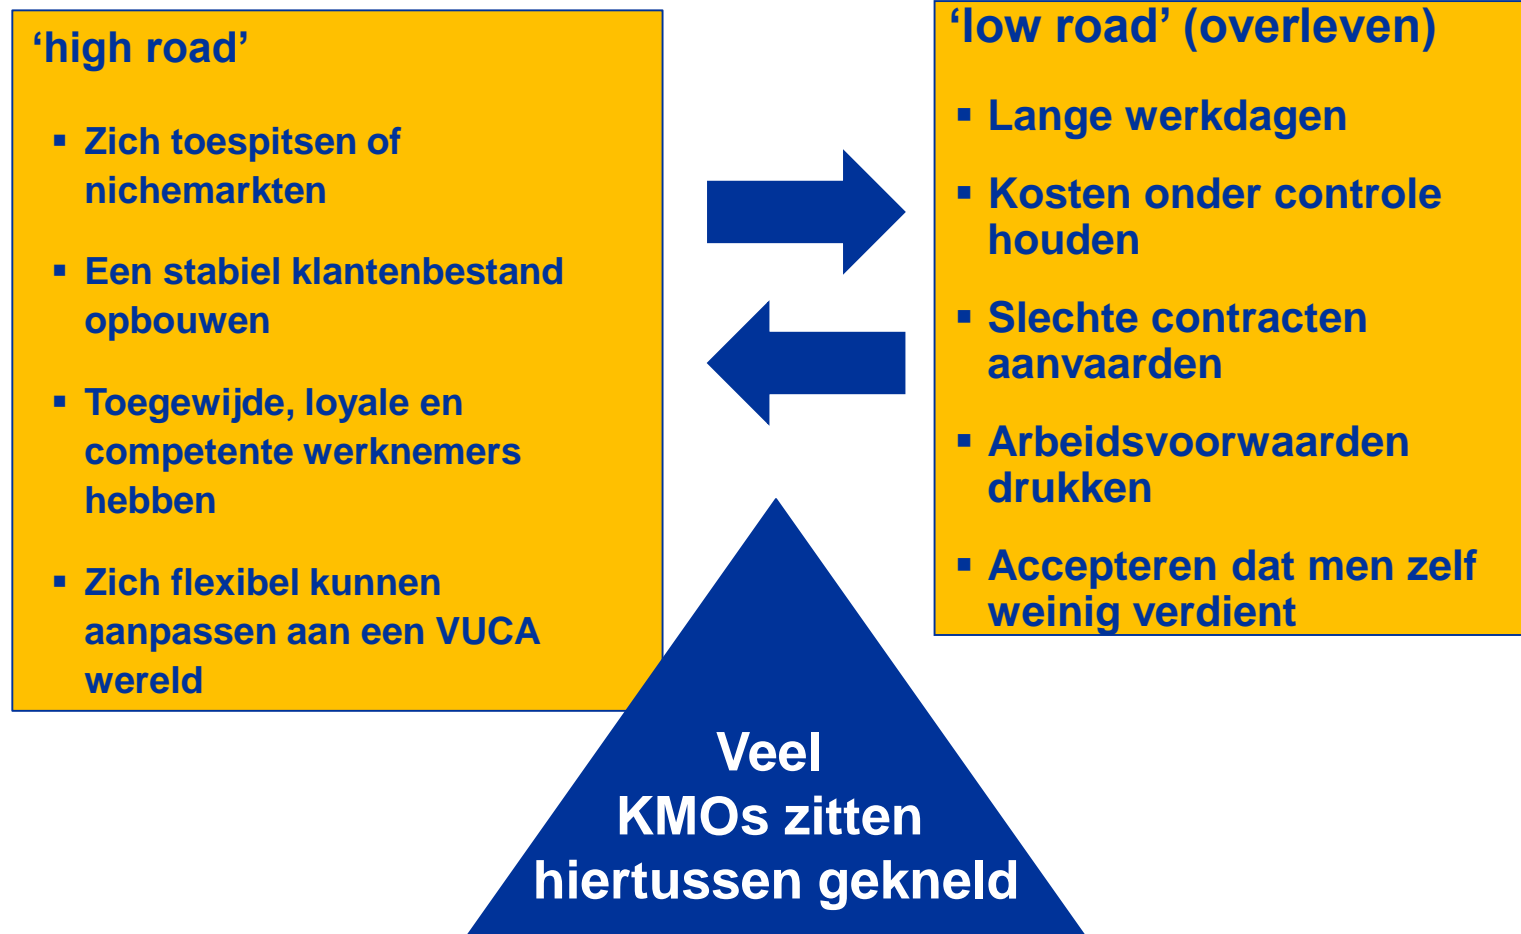 ‘high road’
▪ Zich toespitsen of
nichemarkten
▪ Een stabiel klantenbestand
opbouwen
▪ Toegewijde, loyale en
competente werknemers
hebben
▪ Zich flexibel kunnen
aanpassen aan een VUCA
wereld
‘low road’ (overleven)
▪ Lange werkdagen
▪ Kosten onder controle
houden
▪ Slechte contracten
aanvaarden
▪ Arbeidsvoorwaarden
drukken
▪ Accepteren dat men zelf
weinig verdient
Veel
KMOs zitten
hiertussen gekneld